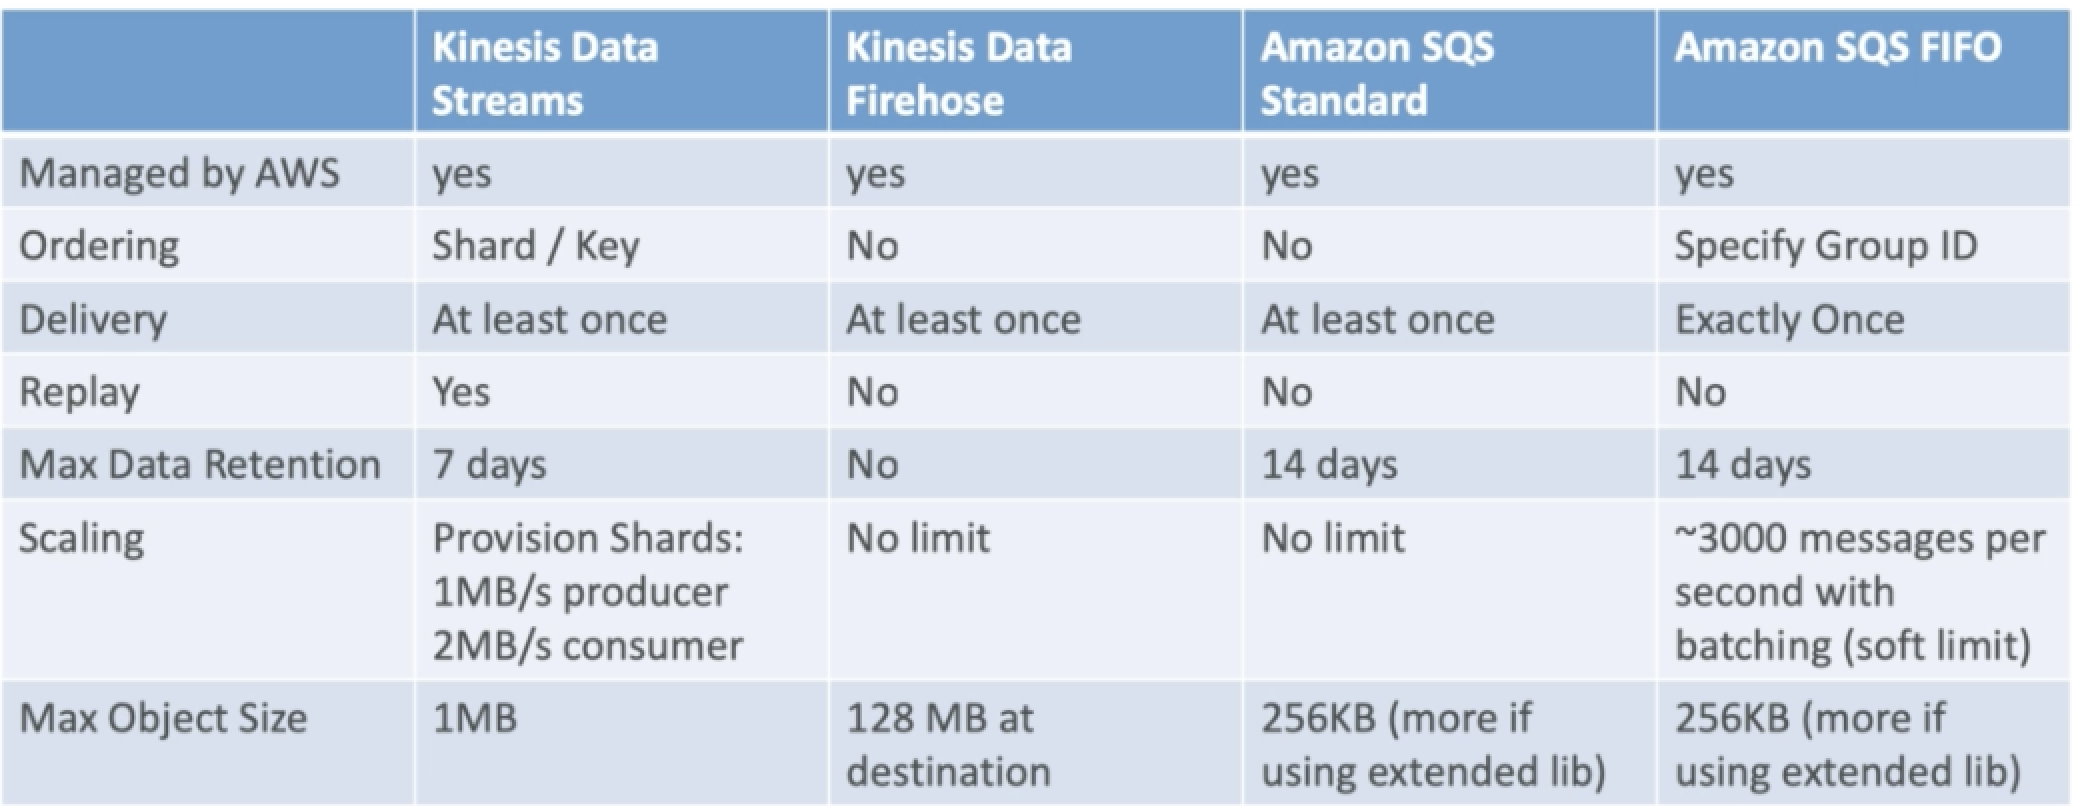 Kinesis Data Streams
Kinesis Data Firehose
Amazon SQS Standard
Amazon SQS FIFO
Managed by AWS
yes
yes
yes
yes
Ordering
Shard / Key
No
No
Specify Group ID
Delivery
At least once
At least once
At least once
Exactly Once
Replay
Yes
No
No
No
Max Data Retention
7 days
No
14 days
14 days
Scaling
Provision Shards:
1MB/s producer
2MB/s consumer
No limit
No limit
~3000 messages per
second with
batching (soft limit)
Max Object Size
1MB
128 MB at
destination
256KB (more if
using extended lib)
256KB (more if
using extended lib)